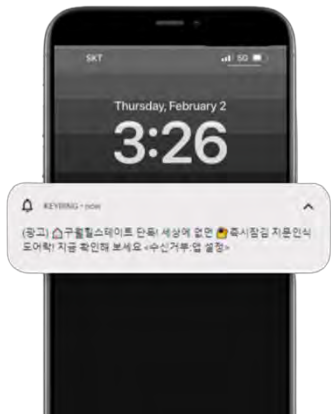 SKT 5G
Thursday, February 2
3:26
KEYRING • now
(광고) 🏠구월힐스테이트 단독! 세상에 없던 🔐즉시잠김 지문인식
도어락! 지금 확인해 보세요 <수신거부:앱 설정>